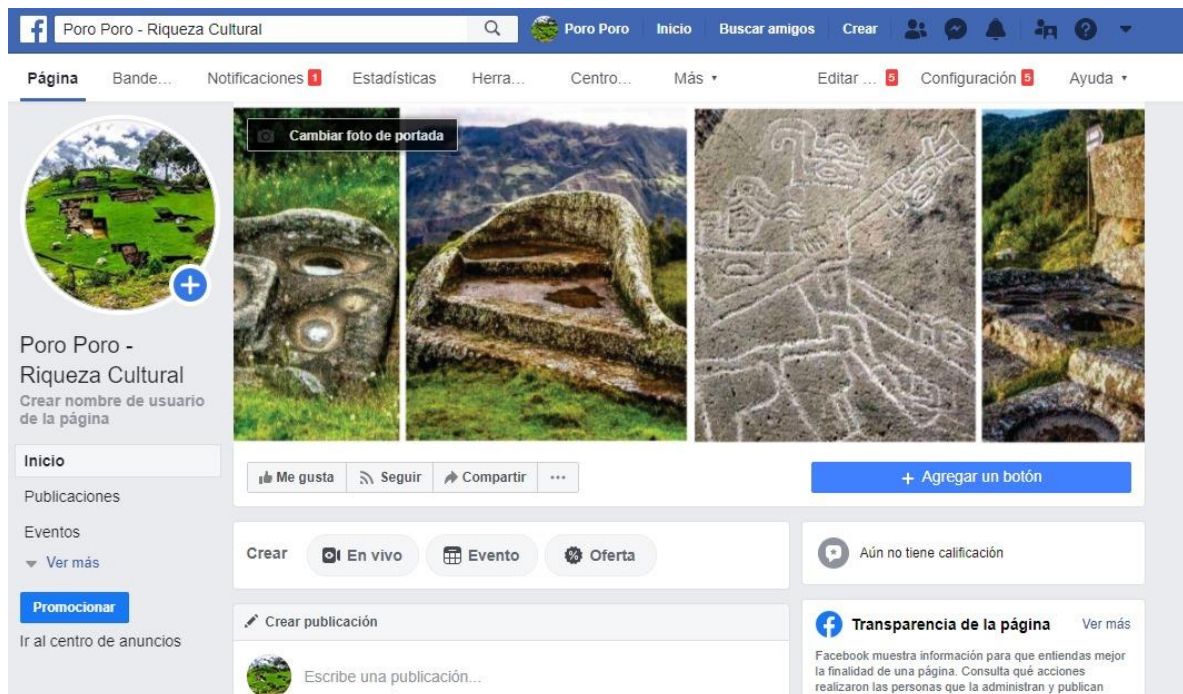 Poro Poro - Riqueza Cultural
Poro Poro
Inicio
Buscar amigos
Crear
Página
Bande...
Notificaciones 1
Estadísticas
Herra...
Centro...
Más
Editar ... 5
Configuración 5
Ayuda
Cambiar foto de portada
Poro Poro -
Riqueza Cultural
Crear nombre de usuario
de la página
Inicio
Publicaciones
Eventos
Ver más
Promocionar
Ir al centro de anuncios
Me gusta
Seguir
Compartir
...
+ Agregar un botón
Crear
En vivo
Evento
Oferta
Aún no tiene calificación
Crear publicación
Escribe una publicación...
Transparencia de la página
Ver más
Facebook muestra información para que entiendas mejor
la finalidad de una página. Consulta qué acciones
realizaron las personas que la administran y publican